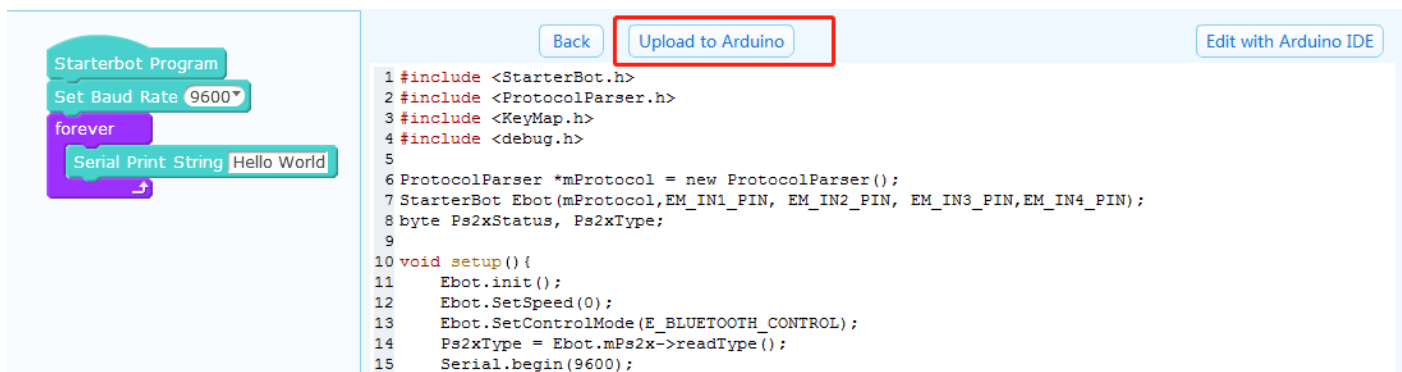 Starterbot Program
Set Baud Rate 9600
forever
Serial Print String Hello World
Back
Upload to Arduino
Edit with Arduino IDE
1 #include <StarterBot.h>
2 #include <ProtocolParser.h>
3 #include <KeyMap.h>
4 #include <debug.h>
5
6 ProtocolParser *mProtocol = new ProtocolParser();
7 StarterBot Ebot(mProtocol,EM_IN1_PIN, EM_IN2_PIN, EM_IN3_PIN,EM_IN4_PIN);
8 byte Ps2xStatus, Ps2xType;
9
10 void setup(){
11     Ebot.init();
12     Ebot.SetSpeed(0);
13     Ebot.SetControlMode(E_BLUETOOTH_CONTROL);
14     Ps2xType = Ebot.mPs2x->readType();
15     Serial.begin(9600);